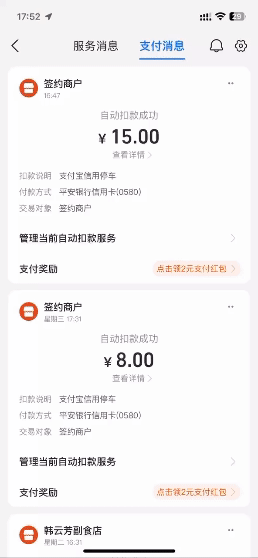 17:52
服务消息 支付消息
签约商户
16:47
自动扣款成功
¥ 15.00
查看详情
扣款说明 支付宝信用停车
付款方式 平安银行信用卡(0580)
交易对象 签约商户
管理当前自动扣款服务
支付奖励 点击领2元支付红包
签约商户
星期三 17:31
自动扣款成功
¥ 8.00
查看详情
扣款说明 支付宝信用停车
付款方式 平安银行信用卡(0580)
交易对象 签约商户
管理当前自动扣款服务
支付奖励 点击领2元支付红包
韩云芳副食店
星期二 16:31